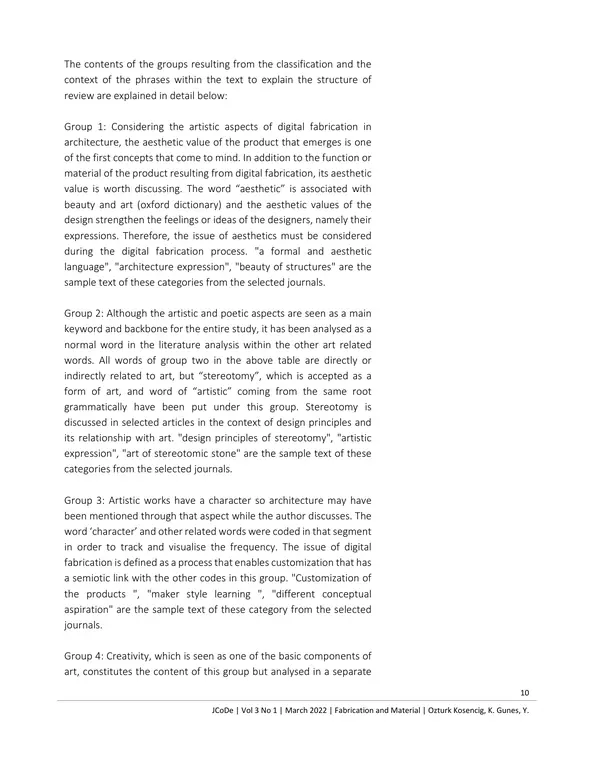 The contents of the groups resulting from the classification and the
context of the phrases within the text to explain the structure of
review are explained in detail below:
Group 1: Considering the artistic aspects of digital fabrication in
architecture, the aesthetic value of the product that emerges is one
of the first concepts that come to mind. In addition to the function or
material of the product resulting from digital fabrication, its aesthetic
value is worth discussing. The word “aesthetic” is associated with
beauty and art (oxford dictionary) and the aesthetic values of the
design strengthen the feelings or ideas of the designers, namely their
expressions. Therefore, the issue of aesthetics must be considered
during the digital fabrication process. "a formal and aesthetic
language", "architecture expression", "beauty of structures" are the
sample text of these categories from the selected journals.
Group 2: Although the artistic and poetic aspects are seen as a main
keyword and backbone for the entire study, it has been analysed as a
normal word in the literature analysis within the other art related
words. All words of group two in the above table are directly or
indirectly related to art, but “stereotomy”, which is accepted as a
form of art, and word of “artistic” coming from the same root
grammatically have been put under this group. Stereotomy is
discussed in selected articles in the context of design principles and
its relationship with art. "design principles of stereotomy", "artistic
expression", "art of stereotomic stone" are the sample text of these
categories from the selected journals.
Group 3: Artistic works have a character so architecture may have
been mentioned through that aspect while the author discusses. The
word ‘character’ and other related words were coded in that segment
in order to track and visualise the frequency. The issue of digital
fabrication is defined as a process that enables customization that has
a semiotic link with the other codes in this group. "Customization of
the products ", "maker style learning ", "different conceptual
aspiration" are the sample text of these category from the selected
journals.
Group 4: Creativity, which is seen as one of the basic components of
art, constitutes the content of this group but analysed in a separate
10
JCoDe | Vol 3 No 1 | March 2022 | Fabrication and Material | Ozturk Kosencig, K. Gunes, Y.